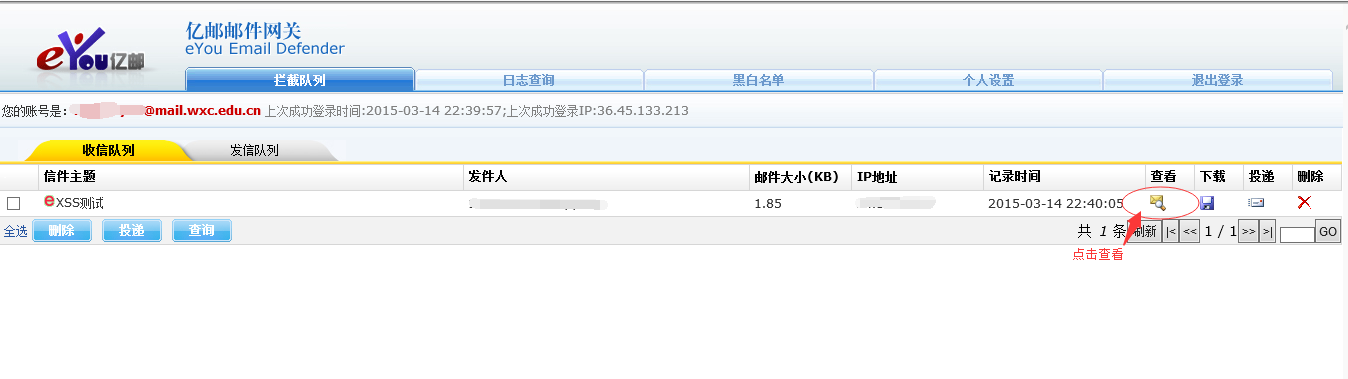 eYou亿邮
亿邮邮件网关
eYou Email Defender
拦截队列 日志查询 黑白名单 个人设置 退出登录
您的账号是: @mail.wxc.edu.cn 上次成功登录时间:2015-03-14 22:39:57;上次成功登录IP:36.45.133.213
收信队列 发信队列
信件主题 发件人 邮件大小(KB) IP地址 记录时间 查看 下载 投递 删除
eXSS测试 1.85 2015-03-14 22:40:05
全选 删除 投递 查询 共 1 条 刷新 |< << 1 / 1 >> >| GO
点击查看